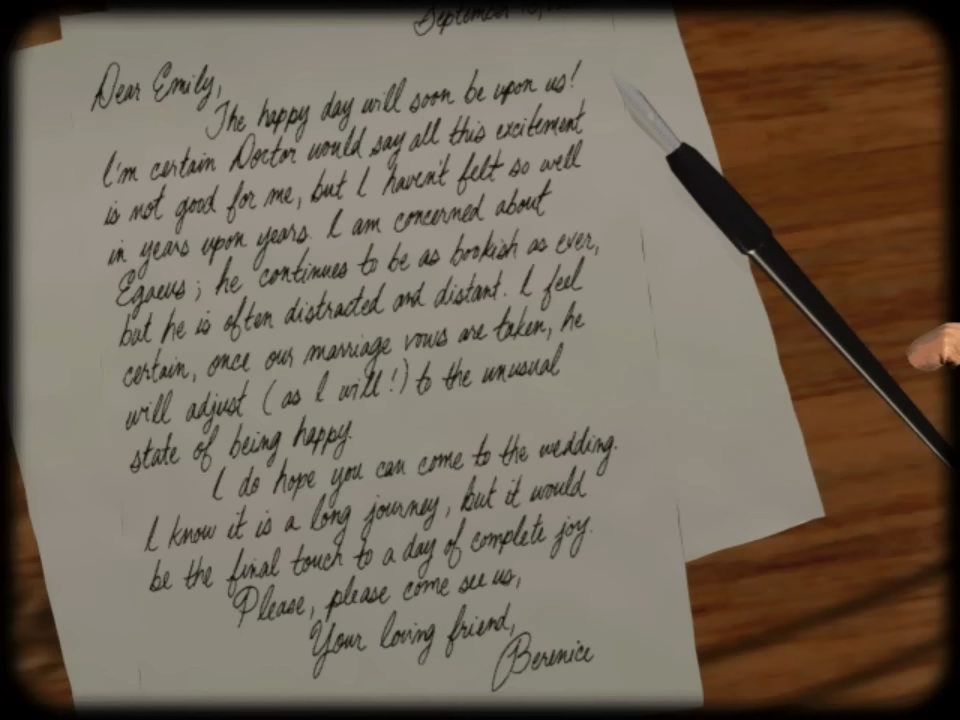 September
Dear Emily,
The happy day will soon be upon us!
I'm certain Doctor would say all this excitement
is not good for me, but I haven't felt so well
in years upon years. I am concerned about
Egaeus; he continues to be as bookish as ever,
but he is often distracted and distant. I feel
certain, once our marriage vows are taken, he
will adjust (as I will!) to the unusual
state of being happy.
I do hope you can come to the wedding.
I know it is a long journey, but it would
be the final touch to a day of complete joy.
Please, please come see us,
Your loving friend,
Berenice